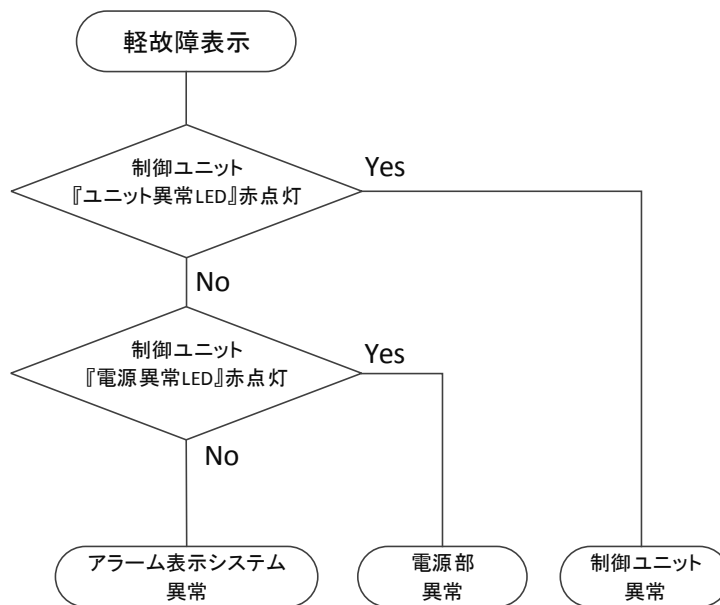 軽故障表示
制御ユニット
『ユニット異常LED』赤点灯
Yes
No
制御ユニット
『電源異常LED』赤点灯
Yes
No
アラーム表示システム
異常
電源部
異常
制御ユニット
異常